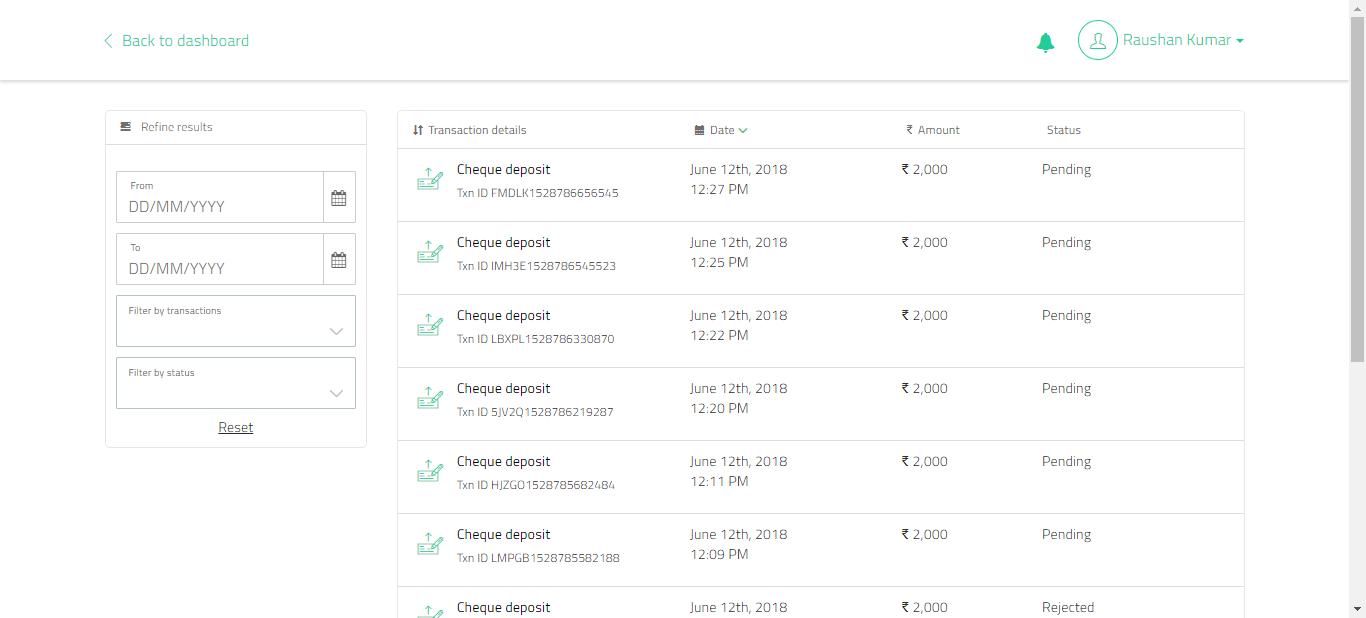 Back to dashboard
Raushan Kumar
Refine results
From
DD/MM/YYYY
To
DD/MM/YYYY
Filter by transactions
Filter by status
Reset
Transaction details Date ₹ Amount Status
Cheque deposit June 12th, 2018 ₹ 2,000 Pending
Txn ID FMDLK1528786656545 12:27 PM
Cheque deposit June 12th, 2018 ₹ 2,000 Pending
Txn ID IMH3E1528786545523 12:25 PM
Cheque deposit June 12th, 2018 ₹ 2,000 Pending
Txn ID LBXPL1528786330870 12:22 PM
Cheque deposit June 12th, 2018 ₹ 2,000 Pending
Txn ID 5JV2Q1528786219287 12:20 PM
Cheque deposit June 12th, 2018 ₹ 2,000 Pending
Txn ID HJZGO1528785682484 12:11 PM
Cheque deposit June 12th, 2018 ₹ 2,000 Pending
Txn ID LMPGB1528785582188 12:09 PM
Cheque deposit June 12th, 2018 ₹ 2,000 Rejected